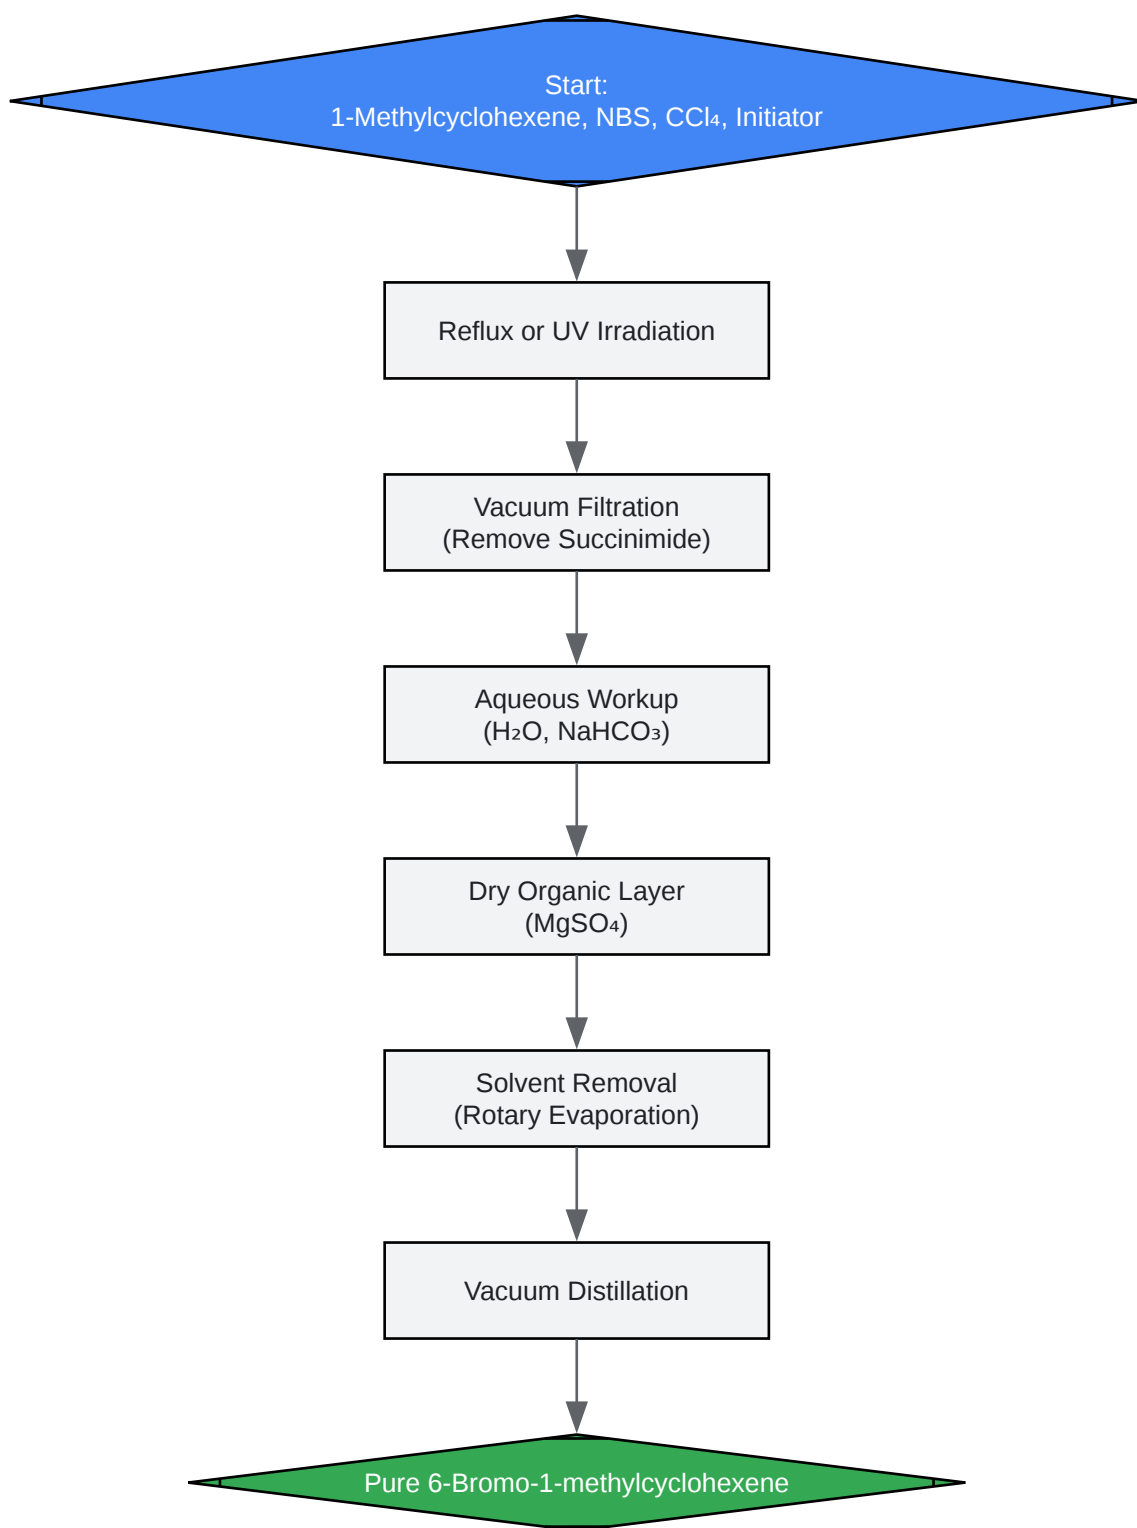 Start:
1-Methylcyclohexene, NBS, CCl₄, Initiator
Reflux or UV Irradiation
Vacuum Filtration
(Remove Succinimide)
Aqueous Workup
(H₂O, NaHCO₃)
Dry Organic Layer
(MgSO₄)
Solvent Removal
(Rotary Evaporation)
Vacuum Distillation
Pure 6-Bromo-1-methylcyclohexene